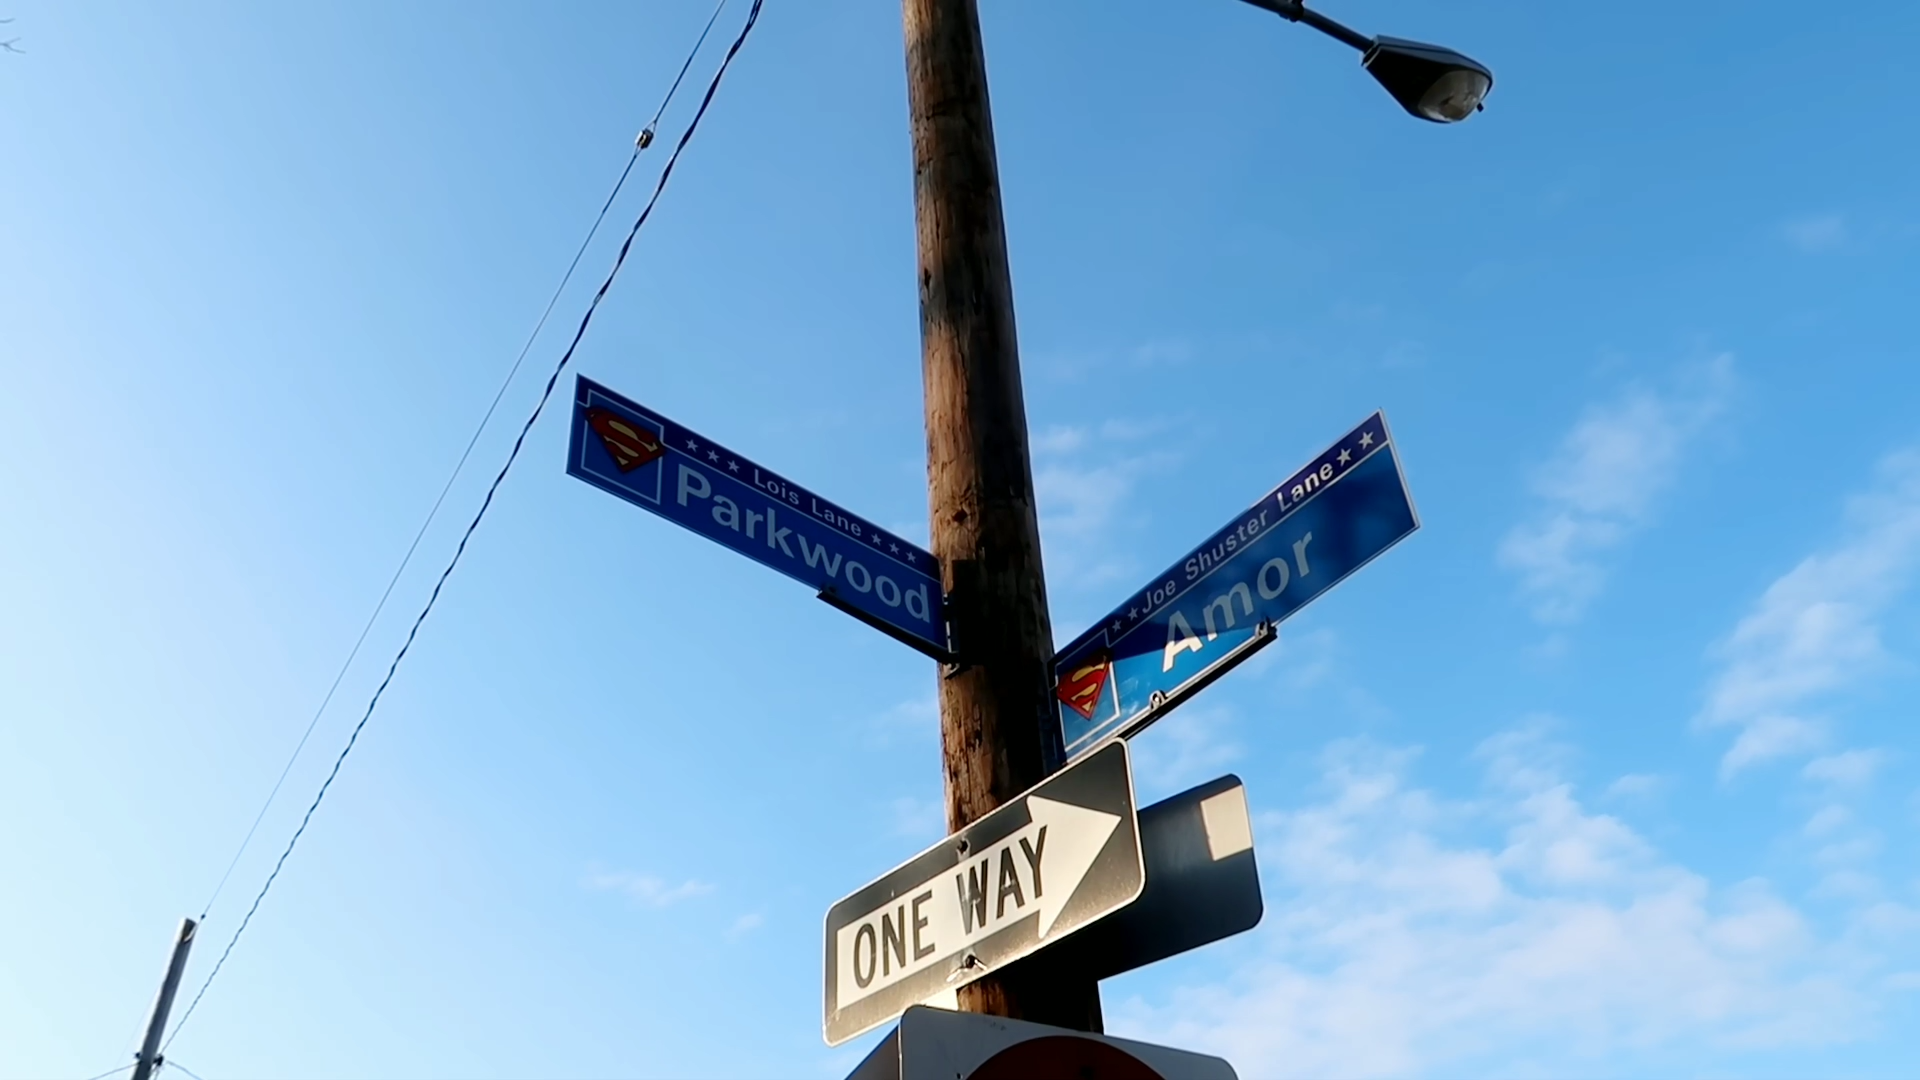 ★★★ Lois Lane ★★★
Parkwood
★★ Joe Shuster Lane ★★
Amor
ONE WAY